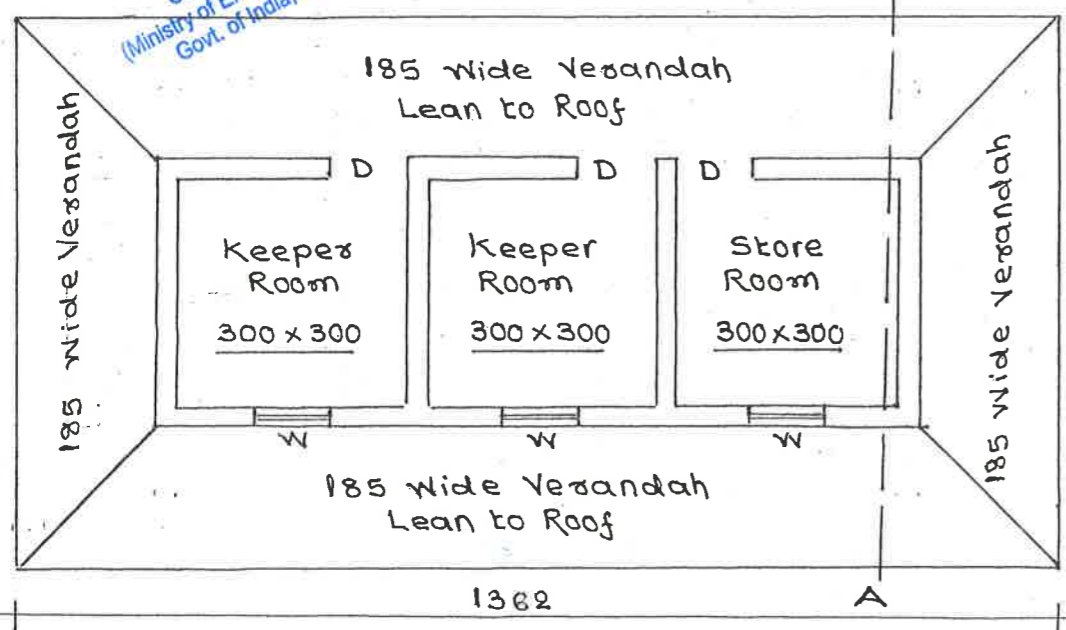 (Ministry of E
Govt. of India,
185 Wide Verandah
Lean to Roof
185 Wide Verandah
185 Wide Verandah
D
D
D
Keeper
Room
300 x 300
Keeper
Room
300 x 300
Store
Room
300 x 300
W
W
W
185 Wide Verandah
Lean to Roof
1362
A